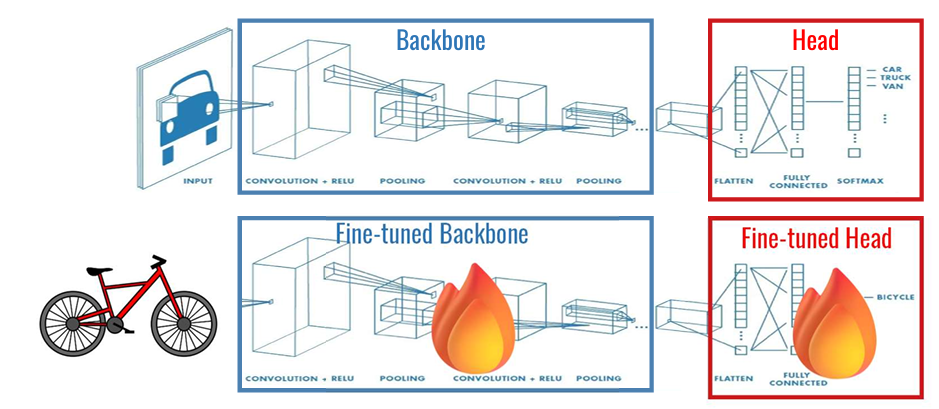 Backbone
Head
CAR
TRUCK
VAN
INPUT
CONVOLUTION + RELU
POOLING
CONVOLUTION + RELU
POOLING
FLATTEN
FULLY
CONNECTED
SOFTMAX
Fine-tuned Backbone
Fine-tuned Head
BICYCLE
CONVOLUTION + RELU
POOLING
CONVOLUTION + RELU
POOLING
FLATTEN
FULLY
CONNECTED